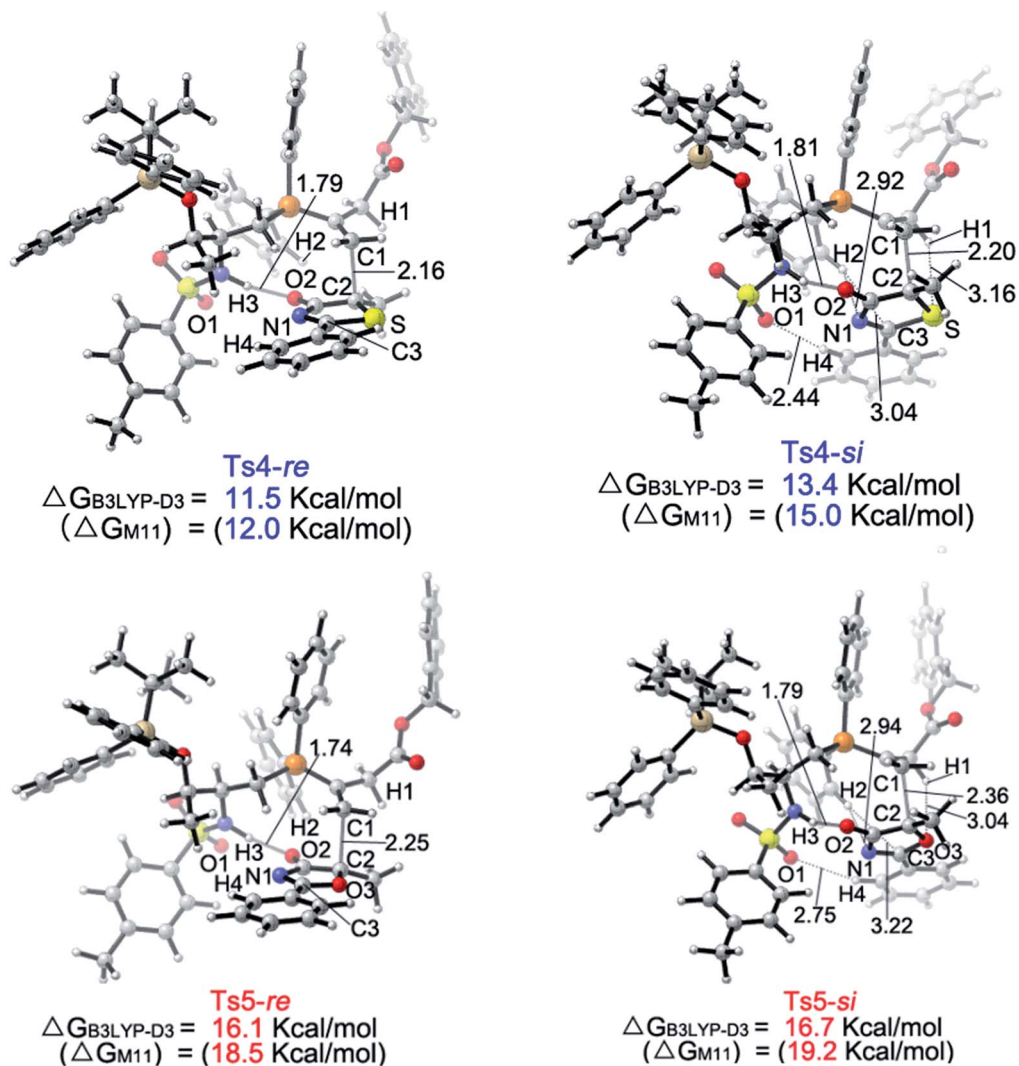 1.79
H1
H2
C1
2.16
O2
C2
H3
O1
N1
S
H4
C3
Ts4-re
△GB3LYP-D3 = 11.5 Kcal/mol
(△GM11) = (12.0 Kcal/mol)
1.81
2.92
H1
H2
C1
2.20
C2
H3
O2
3.16
O1
N1
S
C3
H4
2.44
3.04
Ts4-si
△GB3LYP-D3 = 13.4 Kcal/mol
(△GM11) = (15.0 Kcal/mol)
1.74
H1
H2
C1
O1
H3
O2
2.25
C2
N1
O3
H4
C3
Ts5-re
△GB3LYP-D3 = 16.1 Kcal/mol
(△GM11) = (18.5 Kcal/mol)
1.79
2.94
C1
H1
H2
2.36
C2
H3
O2
3.04
O1
N1
C3
O3
H4
2.75
3.22
Ts5-si
△GB3LYP-D3 = 16.7 Kcal/mol
(△GM11) = (19.2 Kcal/mol)